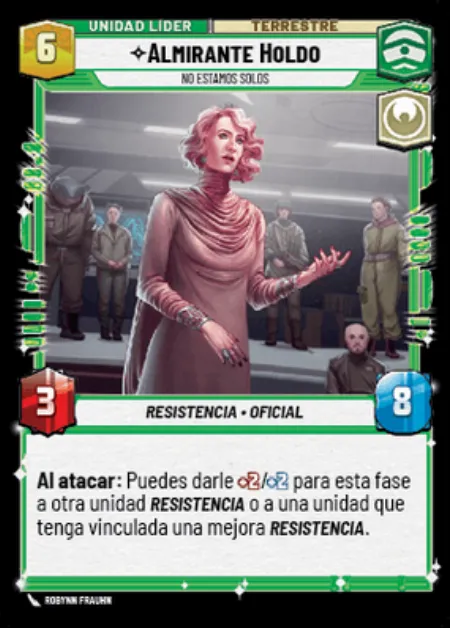 UNIDAD LÍDER TERRESTRE
6
ALMIRANTE HOLDO
NO ESTAMOS SOLOS
3
RESISTENCIA • OFICIAL
8
Al atacar: Puedes darle +2/+2 para esta fase
a otra unidad RESISTENCIA o a una unidad que
tenga vinculada una mejora RESISTENCIA.
ROBYNN FRAUHN